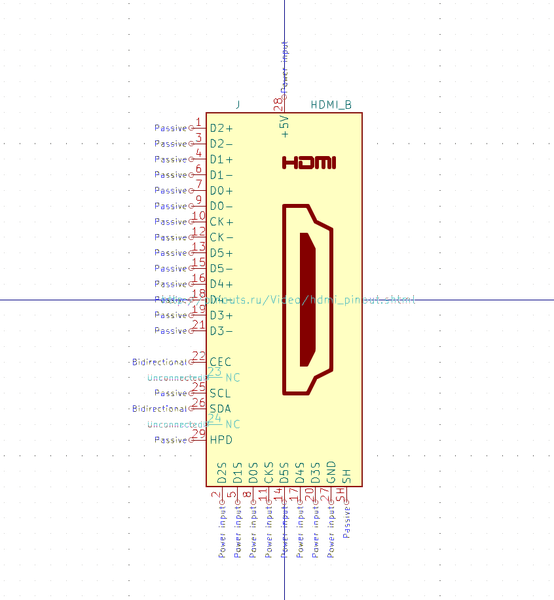 Power input
28
J HDMI_B
+5V
HDMI
Passive 1 D2+
Passive 3 D2-
Passive 4 D1+
Passive 6 D1-
Passive 7 D0+
Passive 9 D0-
Passive 10 CK+
Passive 12 CK-
Passive 13 D5+
Passive 15 D5-
Passive 16 D4+
Passive 18 D4-
http://pinouts.ru/Video/hdmi_pinout.shtml
Passive 19 D3+
Passive 21 D3-
Bidirectional 22 CEC
Unconnected 23 NC
Passive 25 SCL
Bidirectional 26 SDA
Unconnected 24 NC
Passive 29 HPD
D2S D1S D0S CKS D5S D4S D3S GND SH
2 5 8 11 14 17 20 27 SH
Power input Power input Power input Power input Power input Power input Power input Power input Passive